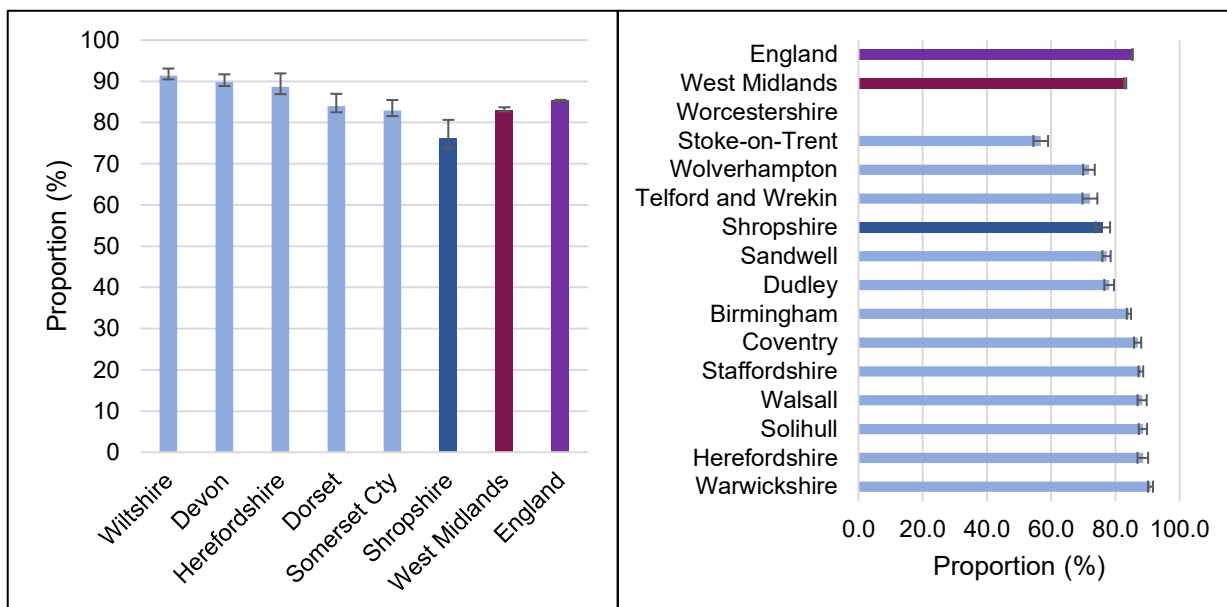 100
90
80
70
60
50
40
30
20
10
0
Proportion (%)
Wiltshire
Devon
Herefordshire
Dorset
Somerset Cty
Shropshire
West Midlands
England
England
West Midlands
Worcestershire
Stoke-on-Trent
Wolverhampton
Telford and Wrekin
Shropshire
Sandwell
Dudley
Birmingham
Coventry
Staffordshire
Walsall
Solihull
Herefordshire
Warwickshire
0.0 20.0 40.0 60.0 80.0 100.0
Proportion (%)